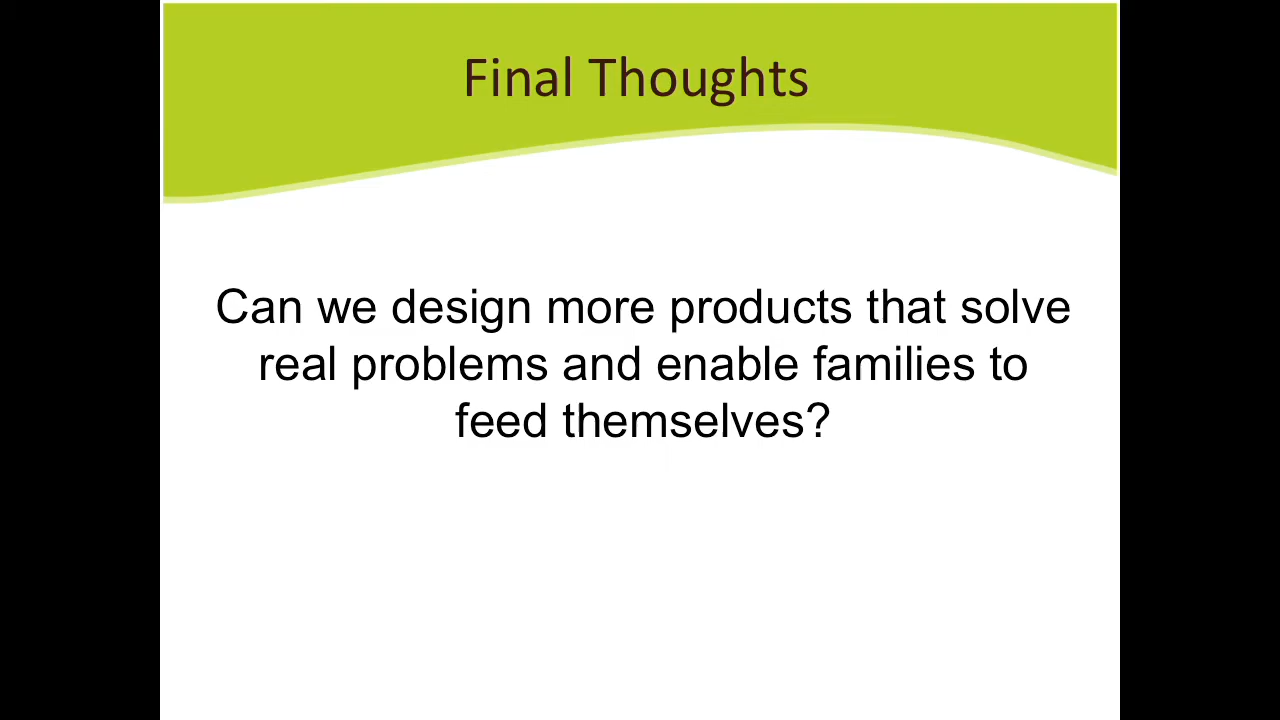 Final Thoughts
Can we design more products that solve
real problems and enable families to
feed themselves?